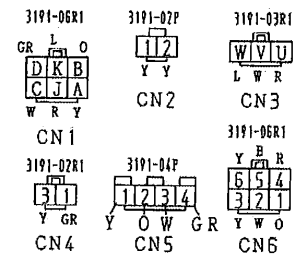 3191-06R1
L
GR O
D K B
C J A
W R Y
CN1
3191-02P
1 2
Y Y
CN2
3191-03R1
W V U
L W R
CN3
3191-02R1
3 1
Y GR
CN4
3191-04P
1 2 3 4
Y O W G R
CN5
3191-06R1
Y B R
6 5 4
3 2 1
Y W O
CN6